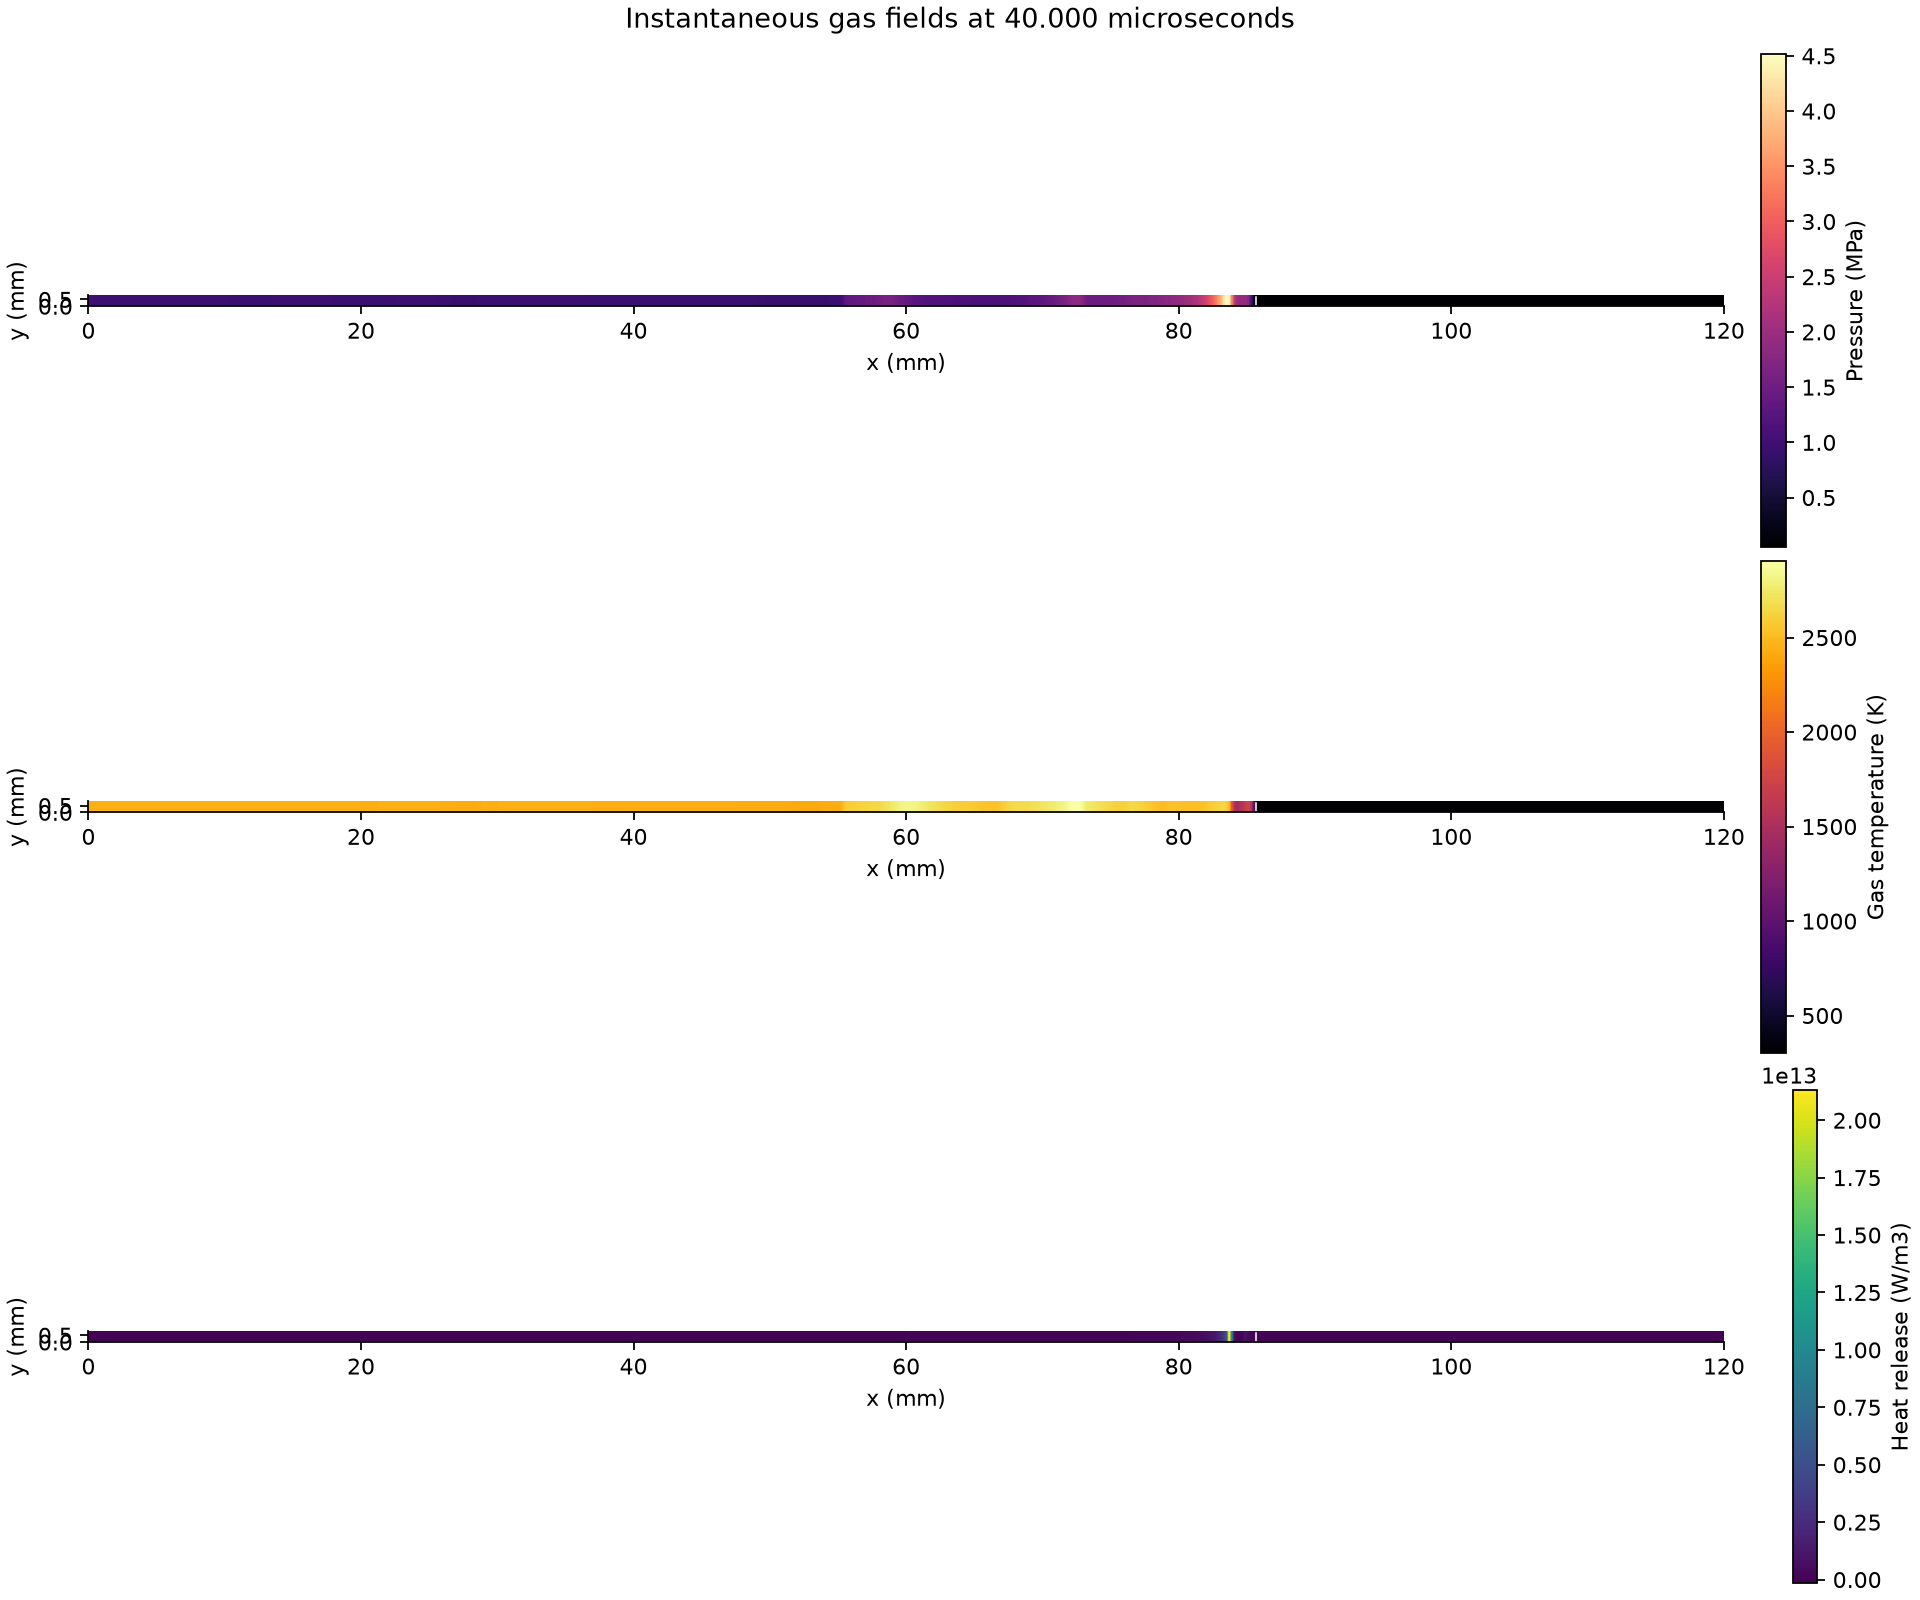 Instantaneous gas fields at 40.000 microseconds
4.5
4.0
3.5
3.0
2.5
2.0
1.5
1.0
0.5
Pressure (MPa)
y (mm)
0.5
0.0
0 20 40 60 80 100 120
x (mm)
2500
2000
1500
1000
500
Gas temperature (K)
y (mm)
0.5
0.0
0 20 40 60 80 100 120
x (mm)
1e13
2.00
1.75
1.50
1.25
1.00
0.75
0.50
0.25
0.00
Heat release (W/m3)
y (mm)
0.5
0.0
0 20 40 60 80 100 120
x (mm)